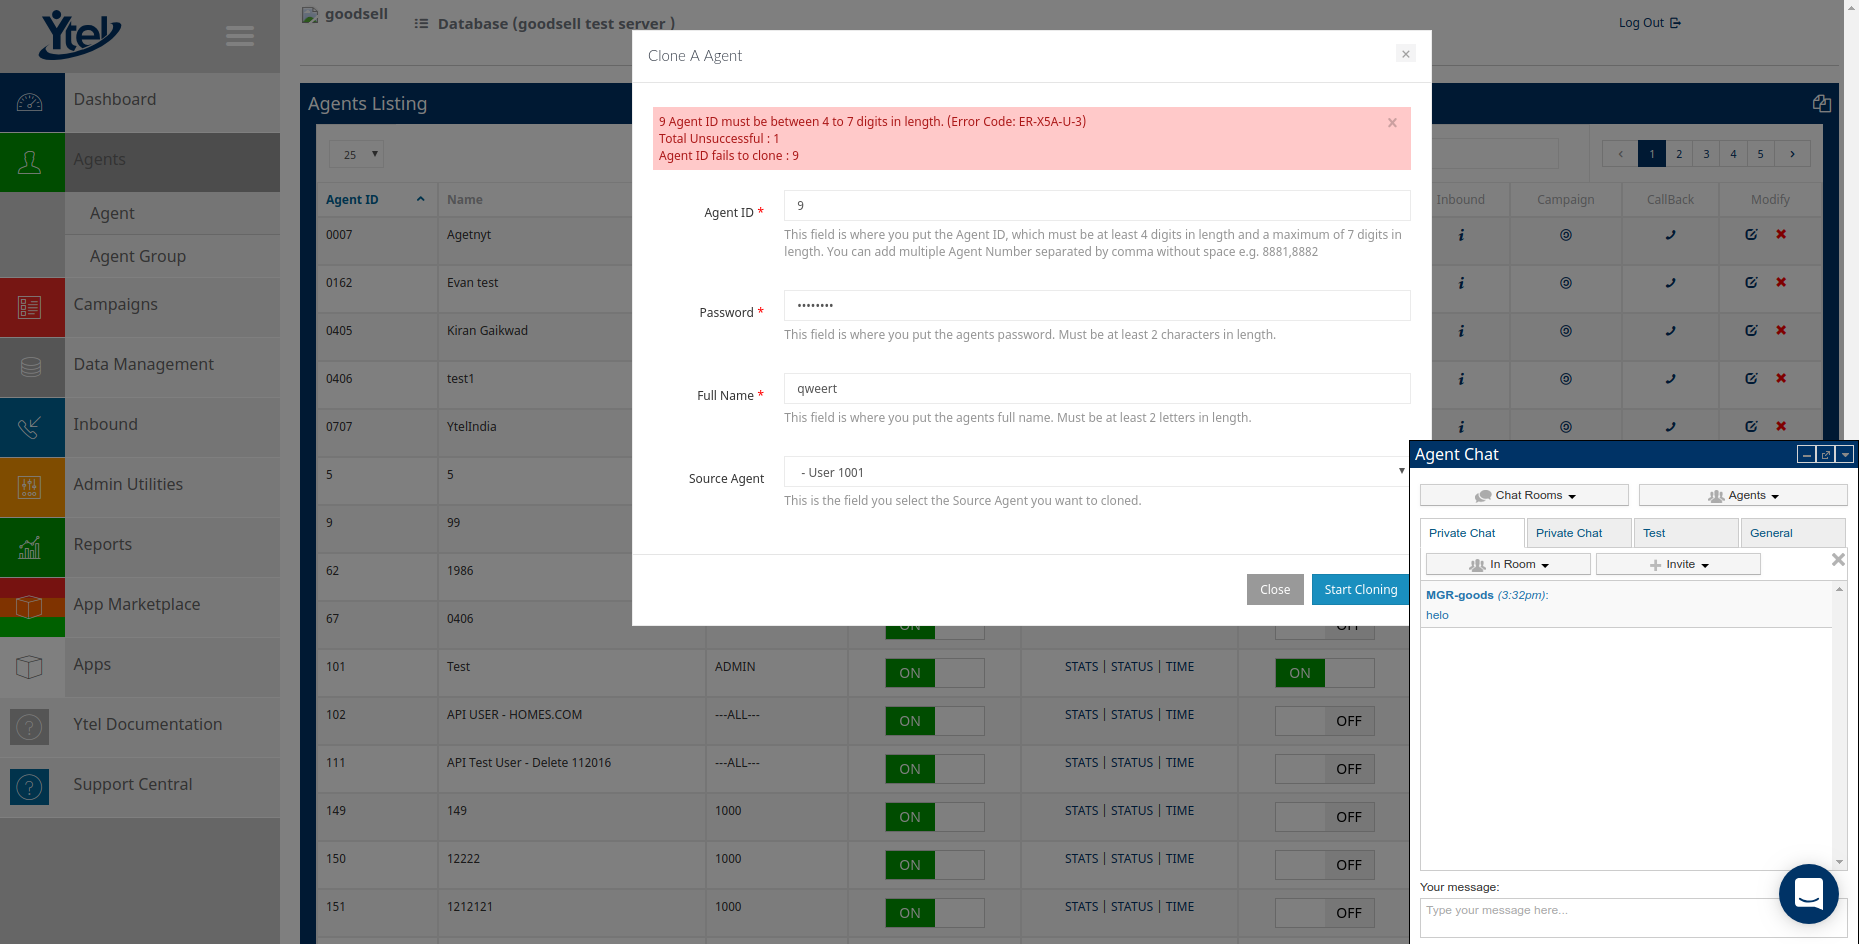 Ytel
goodsell
Database (goodsell test server )
Log Out
Dashboard
Agents
Agent
Agent Group
Campaigns
Data Management
Inbound
Admin Utilities
Reports
App Marketplace
Apps
Ytel Documentation
Support Central
Agents Listing
25
‹ 1 2 3 4 5 ›
Agent ID Name
Inbound Campaign CallBack Modify
0007 Agetnyt
0162 Evan test
0405 Kiran Gaikwad
0406 test1
0707 YtelIndia
5 5
9 99
62 1986
67 0406
101 Test ADMIN ON STATS | STATUS | TIME ON
102 API USER - HOMES.COM ---ALL--- ON STATS | STATUS | TIME OFF
111 API Test User - Delete 112016 ---ALL--- ON STATS | STATUS | TIME OFF
149 149 1000 ON STATS | STATUS | TIME OFF
150 12222 1000 ON STATS | STATUS | TIME OFF
151 1212121 1000 ON STATS | STATUS | TIME OFF
Clone A Agent
×
9 Agent ID must be between 4 to 7 digits in length. (Error Code: ER-X5A-U-3)
Total Unsuccessful : 1
Agent ID fails to clone : 9
Agent ID *
9
This field is where you put the Agent ID, which must be at least 4 digits in length and a maximum of 7 digits in
length. You can add multiple Agent Number separated by comma without space e.g. 8881,8882
Password *
••••••••
This field is where you put the agents password. Must be at least 2 characters in length.
Full Name *
qweert
This field is where you put the agents full name. Must be at least 2 letters in length.
Source Agent
- User 1001
This is the field you select the Source Agent you want to cloned.
Close
Start Cloning
Agent Chat
Chat Rooms
Agents
Private Chat
Private Chat
Test
General
In Room
Invite
MGR-goods (3:32pm):
helo
Your message:
Type your message here...